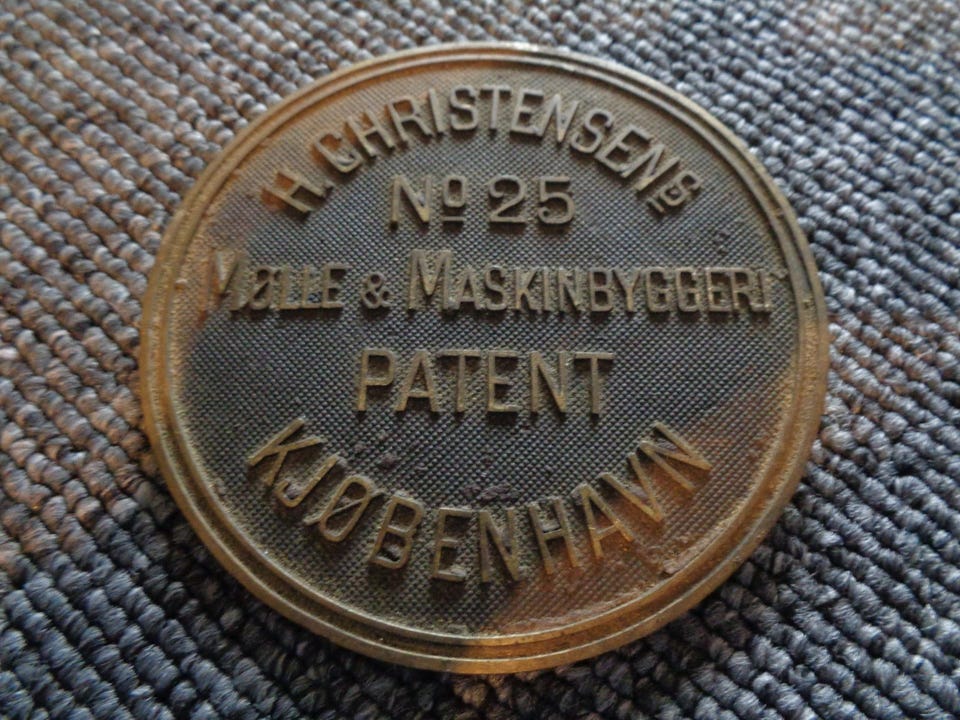 H. CHRISTENSENS
No 25
MØLLE & MASKINBYGGERI
PATENT
KJØBENHAVN